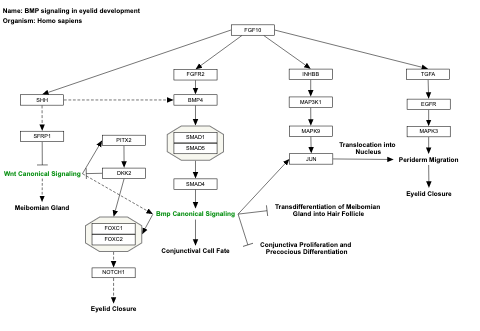 Name: BMP signaling in eyelid development
Organism: Homo sapiens
FGF10
FGFR2
INHBB
TGFA
SHH
BMP4
MAP3K1
EGFR
SFRP1
PITX2
SMAD1
SMAD5
MAPK9
MAPK3
Translocation into
Nucleus
JUN
Periderm Migration
Wnt Canonical Signaling
DKK2
SMAD4
Eyelid Closure
Meibomian Gland
Bmp Canonical Signaling
Transdifferentiation of Meibomian
Gland into Hair Follicle
FOXC1
FOXC2
Conjunctival Cell Fate
Conjunctiva Proliferation and
Precocious Differentiation
NOTCH1
Eyelid Closure